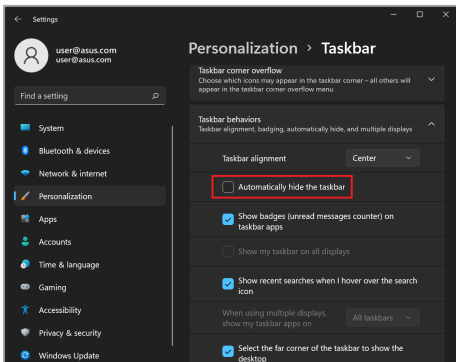 Settings
user@asus.com
user@asus.com
Find a setting
System
Bluetooth & devices
Network & internet
Personalization
Apps
Accounts
Time & language
Gaming
Accessibility
Privacy & security
Windows Update
Personalization > Taskbar
Taskbar corner overflow
Choose which icons may appear in the taskbar corner – all others will
appear in the taskbar corner overflow menu
Taskbar behaviors
Taskbar alignment, badging, automatically hide, and multiple displays
Taskbar alignment
Center
Automatically hide the taskbar
Show badges (unread messages counter) on
taskbar apps
Show my taskbar on all displays
Show recent searches when I hover over the search
icon
When using multiple displays,
show my taskbar apps on
All taskbars
Select the far corner of the taskbar to show the
desktop